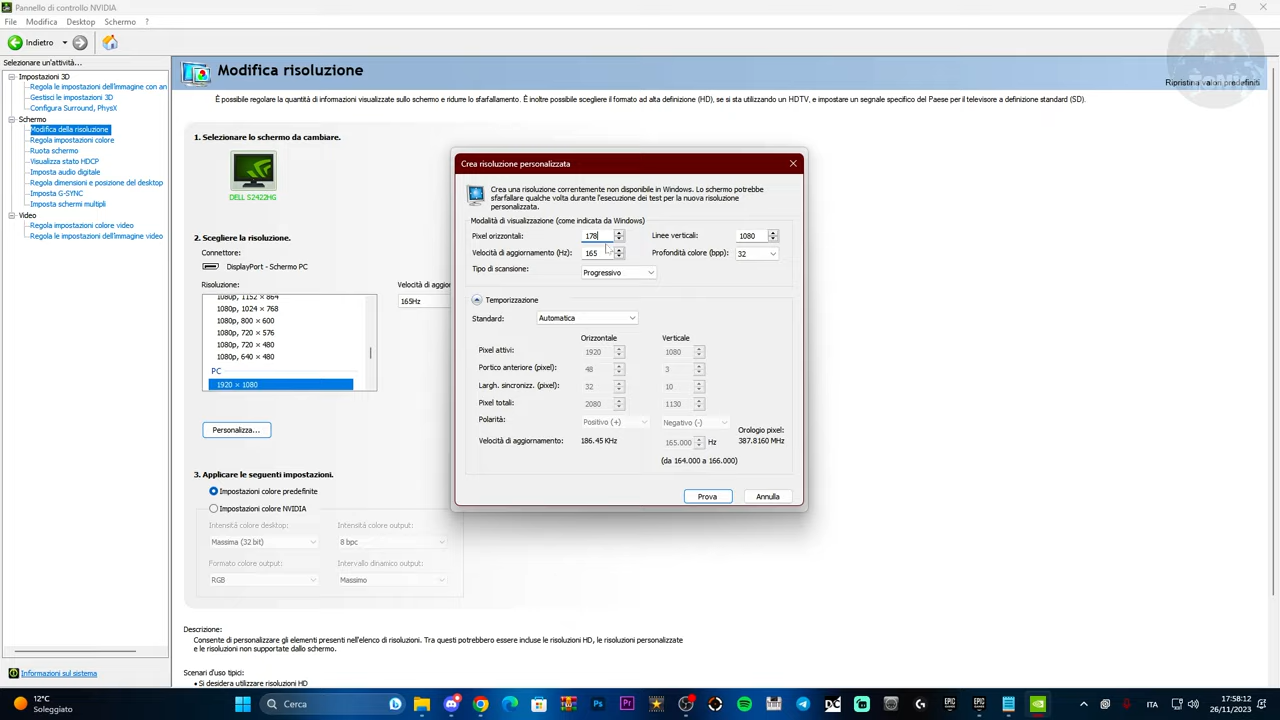 Pannello di controllo NVIDIA
File Modifica Desktop Schermo ?
Indietro
Selezionare un'attività...
Impostazioni 3D
Regola le impostazioni dell'immagine con an
Gestisci le impostazioni 3D
Configura Surround, PhysX
Schermo
Modifica della risoluzione
Regola impostazioni colore
Ruota schermo
Visualizza stato HDCP
Imposta audio digitale
Regola dimensioni e posizione del desktop
Imposta G-SYNC
Imposta schermi multipli
Video
Regola impostazioni colore video
Regola le impostazioni dell'immagine video
Informazioni sul sistema
Modifica risoluzione
Ripristina valori predefiniti
È possibile regolare la quantità di informazioni visualizzata sullo schermo e ridurre lo sfarfallamento. È inoltre possibile scegliere il formato ad alta definizione (HD), se si sta utilizzando un HDTV, e impostare un segnale specifico del Paese per il televisore a definizione standard (SD).
1. Selezionare lo schermo da cambiare.
DELL S2422HG
2. Scegliere la risoluzione.
Connettore:
DisplayPort - Schermo PC
Risoluzione:
Velocità di aggior
1080p, 1152 × 864
165Hz
1080p, 1024 × 768
1080p, 800 × 600
1080p, 720 × 576
1080p, 720 × 480
1080p, 640 × 480
PC
1920 × 1080
Personalizza...
3. Applicare le seguenti impostazioni.
Impostazioni colore predefinite
Impostazioni colore NVIDIA
Intensità colore desktop:
Intensità colore output:
Massima (32 bit)
8 bpc
Formato colore output:
Intervallo dinamico output:
RGB
Massimo
Descrizione:
Consente di personalizzare gli elementi presenti nell'elenco di risoluzioni. Tra questi potrebbero essere incluse le risoluzioni HD, le risoluzioni personalizzate
e le risoluzioni non supportate dallo schermo.
Scenari d'uso tipici:
• Si desidera utilizzare risoluzioni HD
Crea risoluzione personalizzata
Crea una risoluzione correntemente non disponibile in Windows. Lo schermo potrebbe
sfarfallare qualche volta durante l'esecuzione dei test per la nuova risoluzione
personalizzata.
Modalità di visualizzazione (come indicata da Windows)
Pixel orizzontali: 178 Linee verticali: 1080
Velocità di aggiornamento (Hz): 165 Profondità colore (bpp): 32
Tipo di scansione: Progressivo
Temporizzazione
Standard: Automatica
Orizzontale Verticale
Pixel attivi: 1920 1080
Portico anteriore (pixel): 48 3
Largh. sincronizz. (pixel): 32 10
Pixel totali: 2080 1130
Polarità: Positivo (+) Negativo (-)
Orologio pixel:
Velocità di aggiornamento: 186.45 KHz 165.000 Hz 387.8160 MHz
(da 164.000 a 166.000)
Prova Annulla
12°C
Soleggiato
Cerca
ITA
17:58:12
26/11/2023